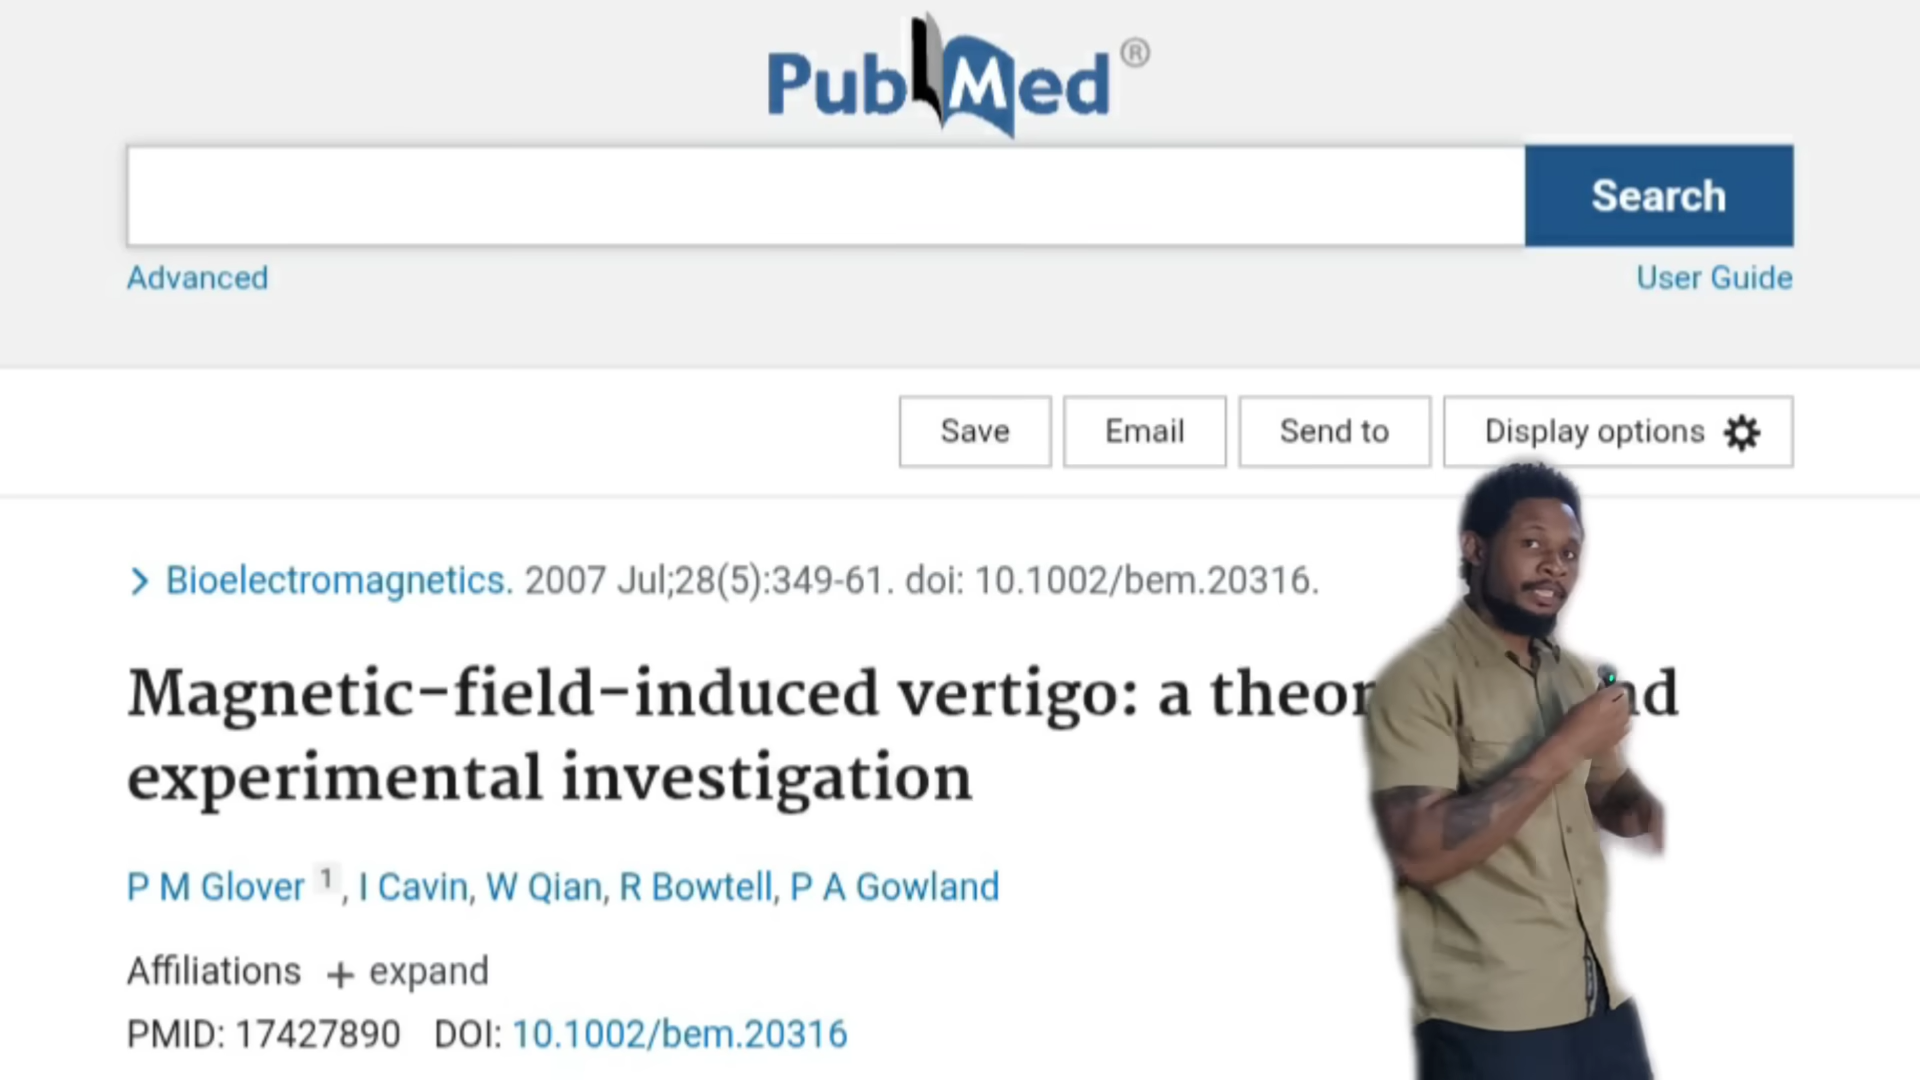 PubMed®
Search
Advanced
User Guide
Save
Email
Send to
Display options
Bioelectromagnetics. 2007 Jul;28(5):349-61. doi: 10.1002/bem.20316.
Magnetic-field-induced vertigo: a
experimental investigation
P M Glover 1, I Cavin, W Qian, R Bowtell, P A Gowland
Affiliations + expand
PMID: 17427890 DOI: 10.1002/bem.20316